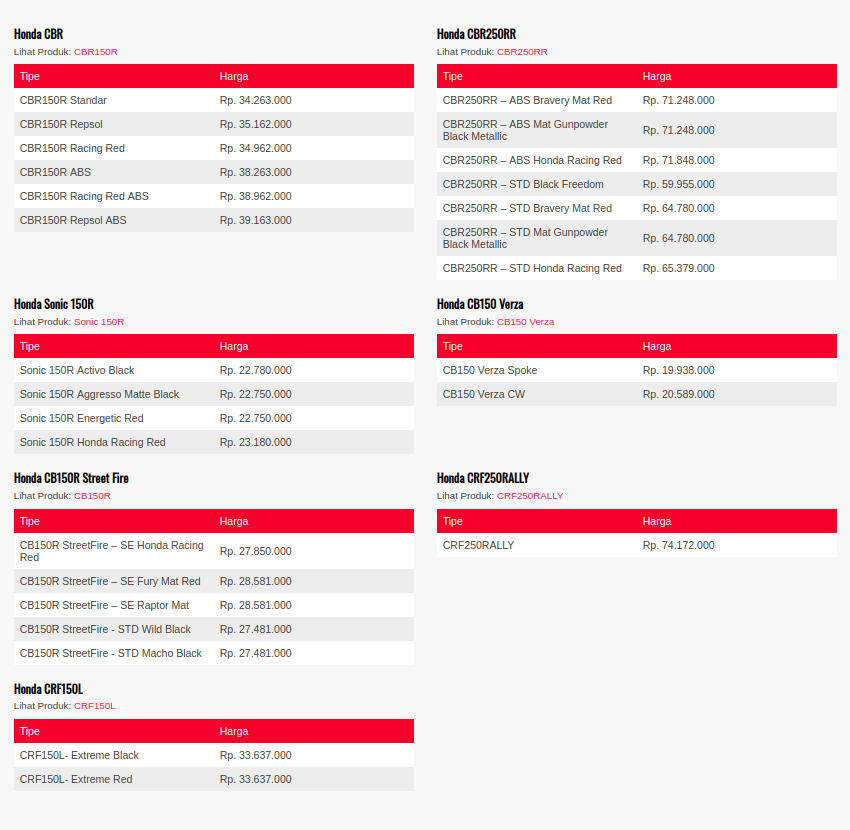 Honda CBR
Lihat Produk: CBR150R
Tipe Harga
CBR150R Standar Rp. 34.263.000
CBR150R Repsol Rp. 35.162.000
CBR150R Racing Red Rp. 34.962.000
CBR150R ABS Rp. 38.263.000
CBR150R Racing Red ABS Rp. 38.962.000
CBR150R Repsol ABS Rp. 39.163.000
Honda CBR250RR
Lihat Produk: CBR250RR
Tipe Harga
CBR250RR – ABS Bravery Mat Red Rp. 71.248.000
CBR250RR – ABS Mat Gunpowder
Black Metallic Rp. 71.248.000
CBR250RR – ABS Honda Racing Red Rp. 71.848.000
CBR250RR – STD Black Freedom Rp. 59.955.000
CBR250RR – STD Bravery Mat Red Rp. 64.780.000
CBR250RR – STD Mat Gunpowder
Black Metallic Rp. 64.780.000
CBR250RR – STD Honda Racing Red Rp. 65.379.000
Honda Sonic 150R
Lihat Produk: Sonic 150R
Tipe Harga
Sonic 150R Activo Black Rp. 22.780.000
Sonic 150R Aggresso Matte Black Rp. 22.750.000
Sonic 150R Energetic Red Rp. 22.750.000
Sonic 150R Honda Racing Red Rp. 23.180.000
Honda CB150 Verza
Lihat Produk: CB150 Verza
Tipe Harga
CB150 Verza Spoke Rp. 19.938.000
CB150 Verza CW Rp. 20.589.000
Honda CB150R Street Fire
Lihat Produk: CB150R
Tipe Harga
CB150R StreetFire – SE Honda Racing
Red Rp. 27.850.000
CB150R StreetFire – SE Fury Mat Red Rp. 28.581.000
CB150R StreetFire – SE Raptor Mat Rp. 28.581.000
CB150R StreetFire - STD Wild Black Rp. 27.481.000
CB150R StreetFire - STD Macho Black Rp. 27.481.000
Honda CRF250RALLY
Lihat Produk: CRF250RALLY
Tipe Harga
CRF250RALLY Rp. 74.172.000
Honda CRF150L
Lihat Produk: CRF150L
Tipe Harga
CRF150L- Extreme Black Rp. 33.637.000
CRF150L- Extreme Red Rp. 33.637.000